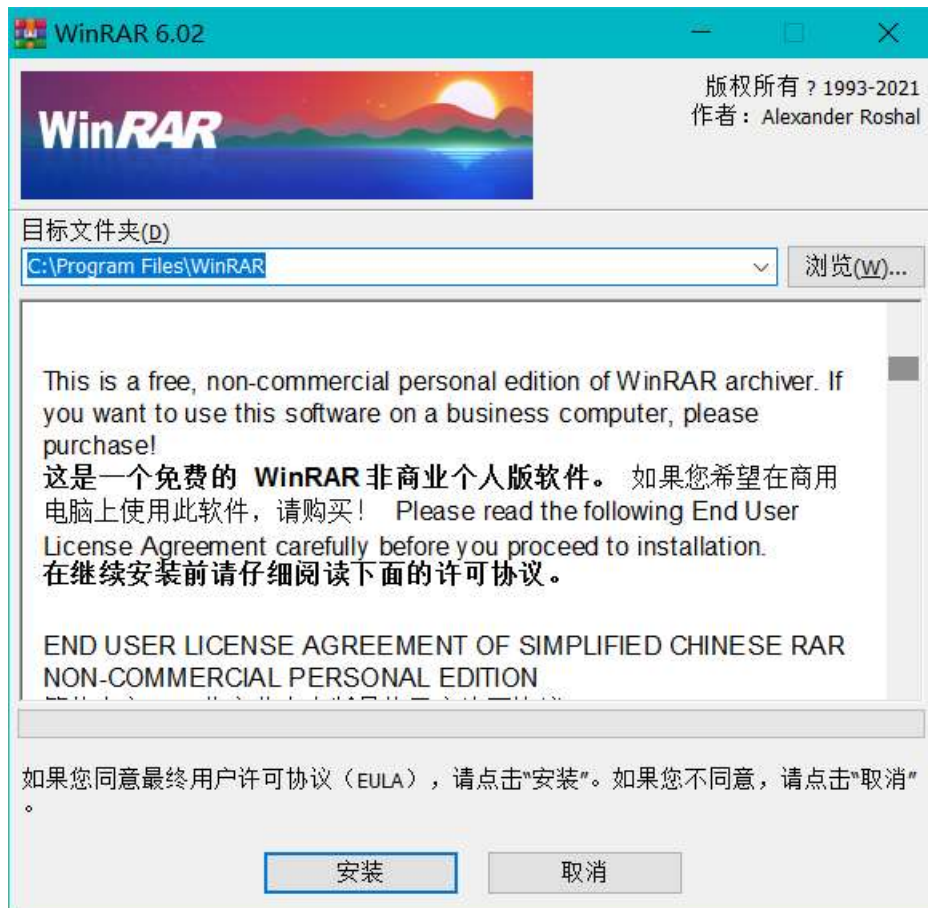 WinRAR 6.02
WinRAR
版权所有 ? 1993-2021
作者：Alexander Roshal
目标文件夹(D)
C:\Program Files\WinRAR
浏览(W)...
This is a free, non-commercial personal edition of WinRAR archiver. If
you want to use this software on a business computer, please
purchase!
这是一个免费的 WinRAR 非商业个人版软件。 如果您希望在商用
电脑上使用此软件，请购买！ Please read the following End User
License Agreement carefully before you proceed to installation.
在继续安装前请仔细阅读下面的许可协议。
END USER LICENSE AGREEMENT OF SIMPLIFIED CHINESE RAR
NON-COMMERCIAL PERSONAL EDITION
如果您同意最终用户许可协议（EULA），请点击"安装"。如果您不同意，请点击"取消"
。
安装
取消